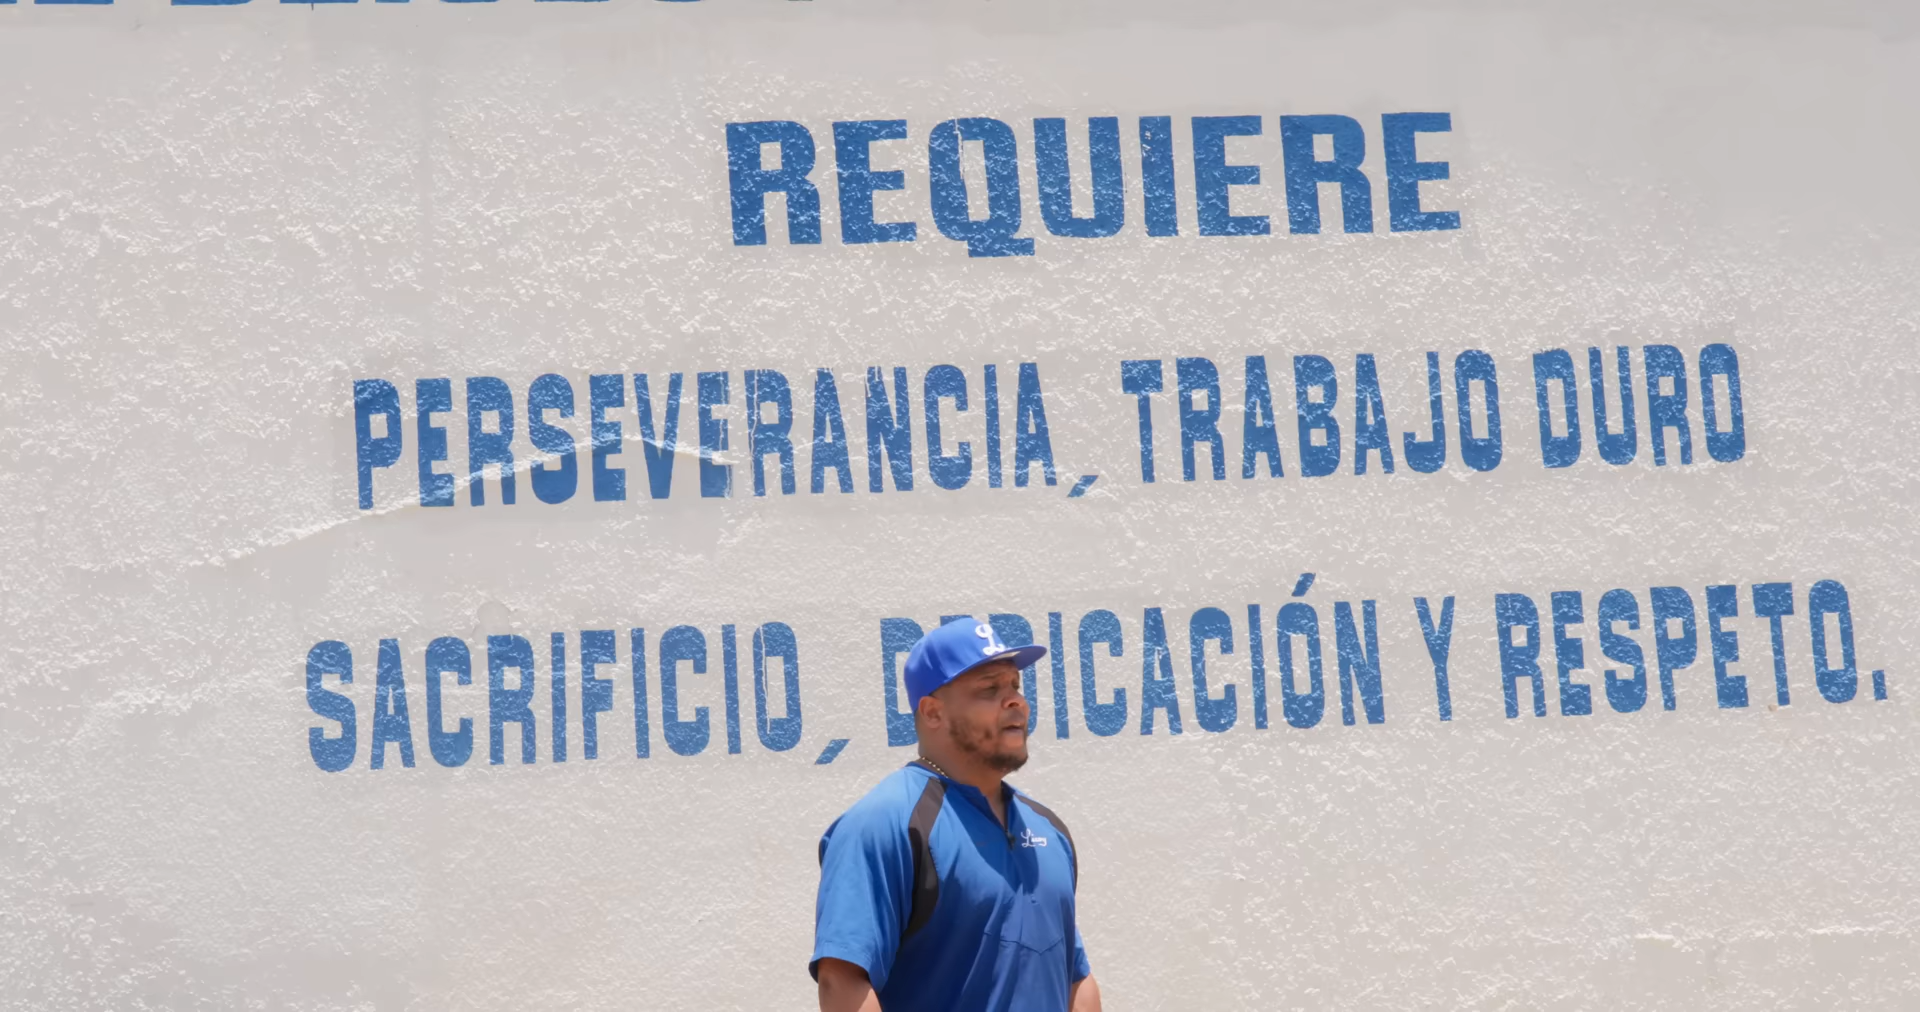 REQUIERE
PERSEVERANCIA, TRABAJO DURO
SACRIFICIO, DEDICACIÓN Y RESPETO.